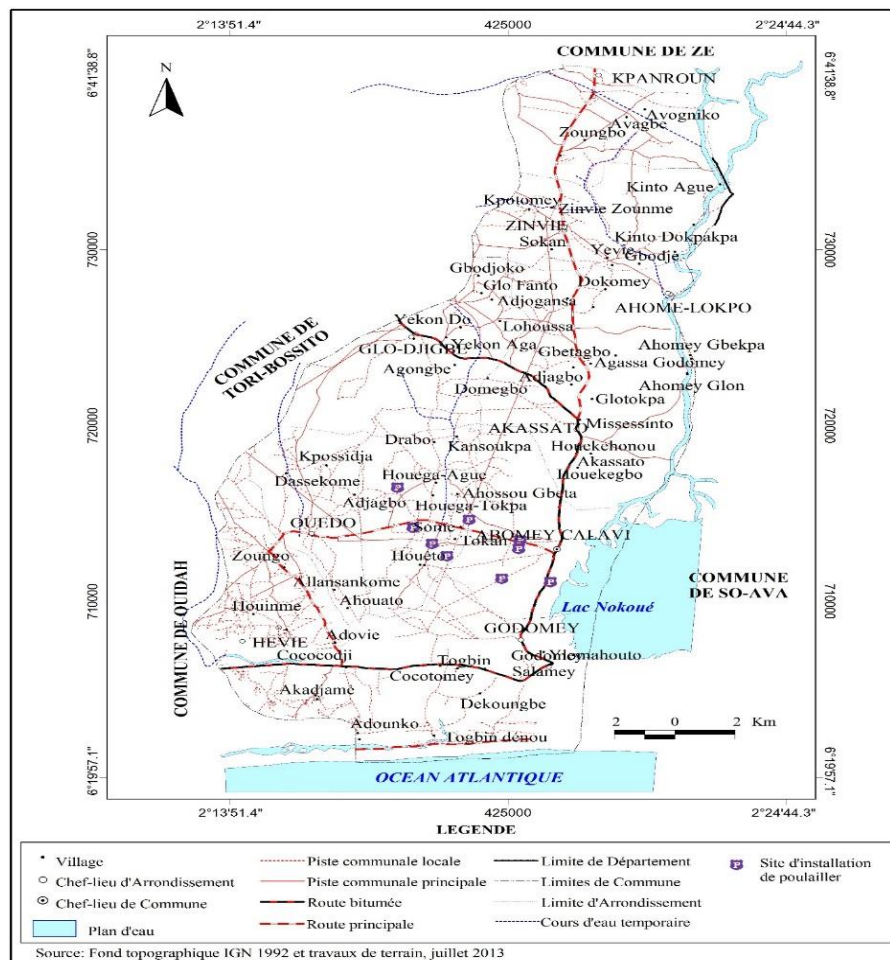 2°13'51.4" 425000 2°24'44.3"
COMMUNE DE ZE
6°41'38.8" 6°41'38.8"
N
KPANROUN
Avogniko
Avagbe
Zoungbo
Kinto Ague
Kpotomey
Zinvie Zounme
ZINVIE
Sokan
Kinto Dokpakpa
730000 730000
Yevie
Gbodje
Gbodjoko
Glo Fanto
Dokomey
Adjogansa
AHOME-LOKPO
Yekon Do
Lohoussa
COMMUNE DE
TORI-BOSSITO
GLO-DJIGBE
Yekon Aga
Gbetagbo
Ahomey Gbekpa
Agassa Godomey
Agongbe
Adjagbo
Domegbo
Ahomey Glon
Glotokpa
720000 720000
AKASSATO
Missessinto
Drabo
Kansoukpa
Houekchonou
Kpossidja
Akassato
Dassekome
Houega-Ague
Houekegbo
Adjagbo
Ahossou Gbeta
Houega-Tokpa
OUEDO
Some
ABOMEY CALAVI
Tokan
Zoungo
Houeto
Allansankome
710000 710000
COMMUNE
DE SO-AVA
Lac Nokoué
Ahouato
Houinme
COMMUNE DE OUIDAH
GODOMEY
HEVIE
Adovie
Cococodji
Togbin
Godomey
Ylomahouto
Cocotomey
Salamey
Akadjame
Dekoungbe
2 0 2 Km
Adounko
Togbin denou
6°19'57.1" 6°19'57.1"
OCEAN ATLANTIQUE
2°13'51.4" 425000 2°24'44.3"
LEGENDE
Village
Chef-lieu d'Arrondissement
Chef-lieu de Commune
Plan d'eau
Piste communale locale
Piste communale principale
Route bitumée
Route principale
Limite de Département
Limites de Commune
Limite d'Arrondissement
Cours d'eau temporaire
P Site d'installation
de poulailler
Source: Fond topographique IGN 1992 et travaux de terrain, juillet 2013